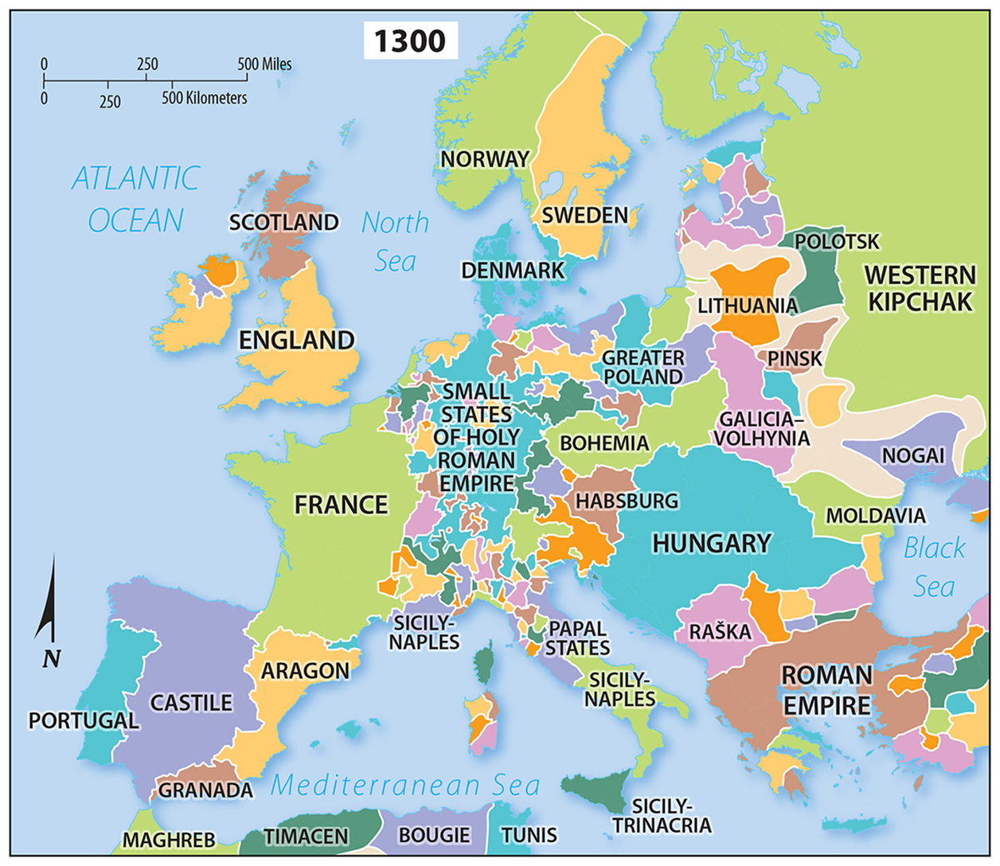 1300
0 250 500 Miles
0 250 500 Kilometers
ATLANTIC
OCEAN
NORWAY
SCOTLAND
North
Sea
SWEDEN
DENMARK
POLOTSK
WESTERN
KIPCHAK
LITHUANIA
ENGLAND
GREATER
POLAND
PINSK
SMALL
STATES
OF HOLY
ROMAN
EMPIRE
GALICIA–
VOLHYNIA
BOHEMIA
NOGAI
FRANCE
HABSBURG
MOLDAVIA
HUNGARY
Black
Sea
N
SICILY-
NAPLES
PAPAL
STATES
RAŠKA
ARAGON
ROMAN
EMPIRE
SICILY-
NAPLES
CASTILE
PORTUGAL
GRANADA
Mediterranean Sea
SICILY-
TRINACRIA
MAGHREB
TIMACEN
BOUGIE
TUNIS